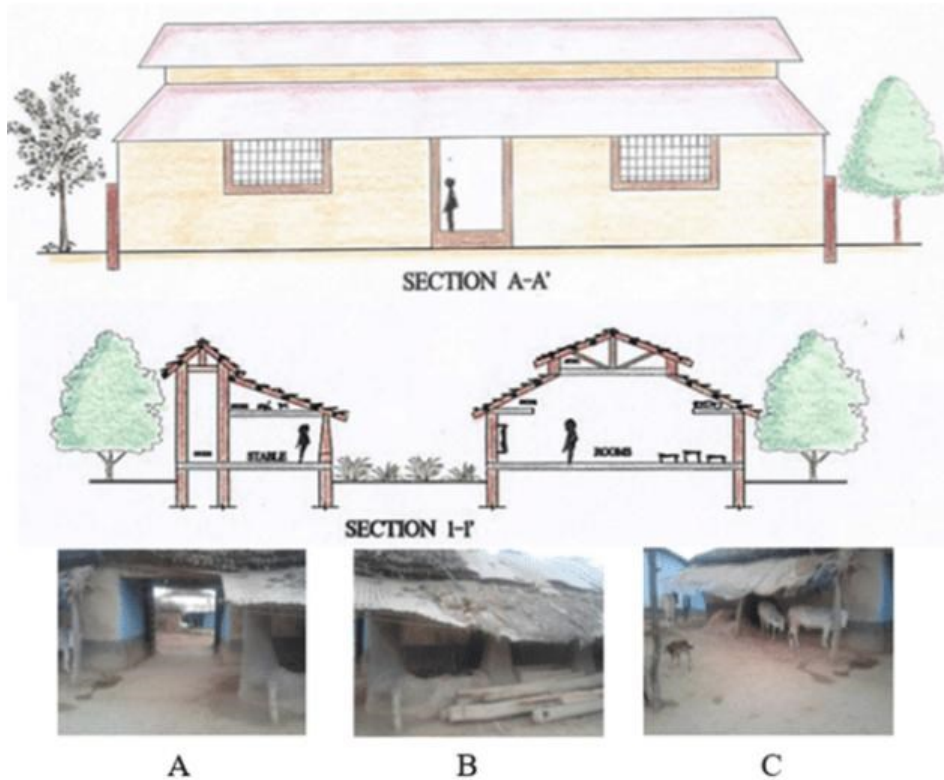 SECTION A-A'
STABLE
ROOMS
SECTION 1-1'
A
B
C